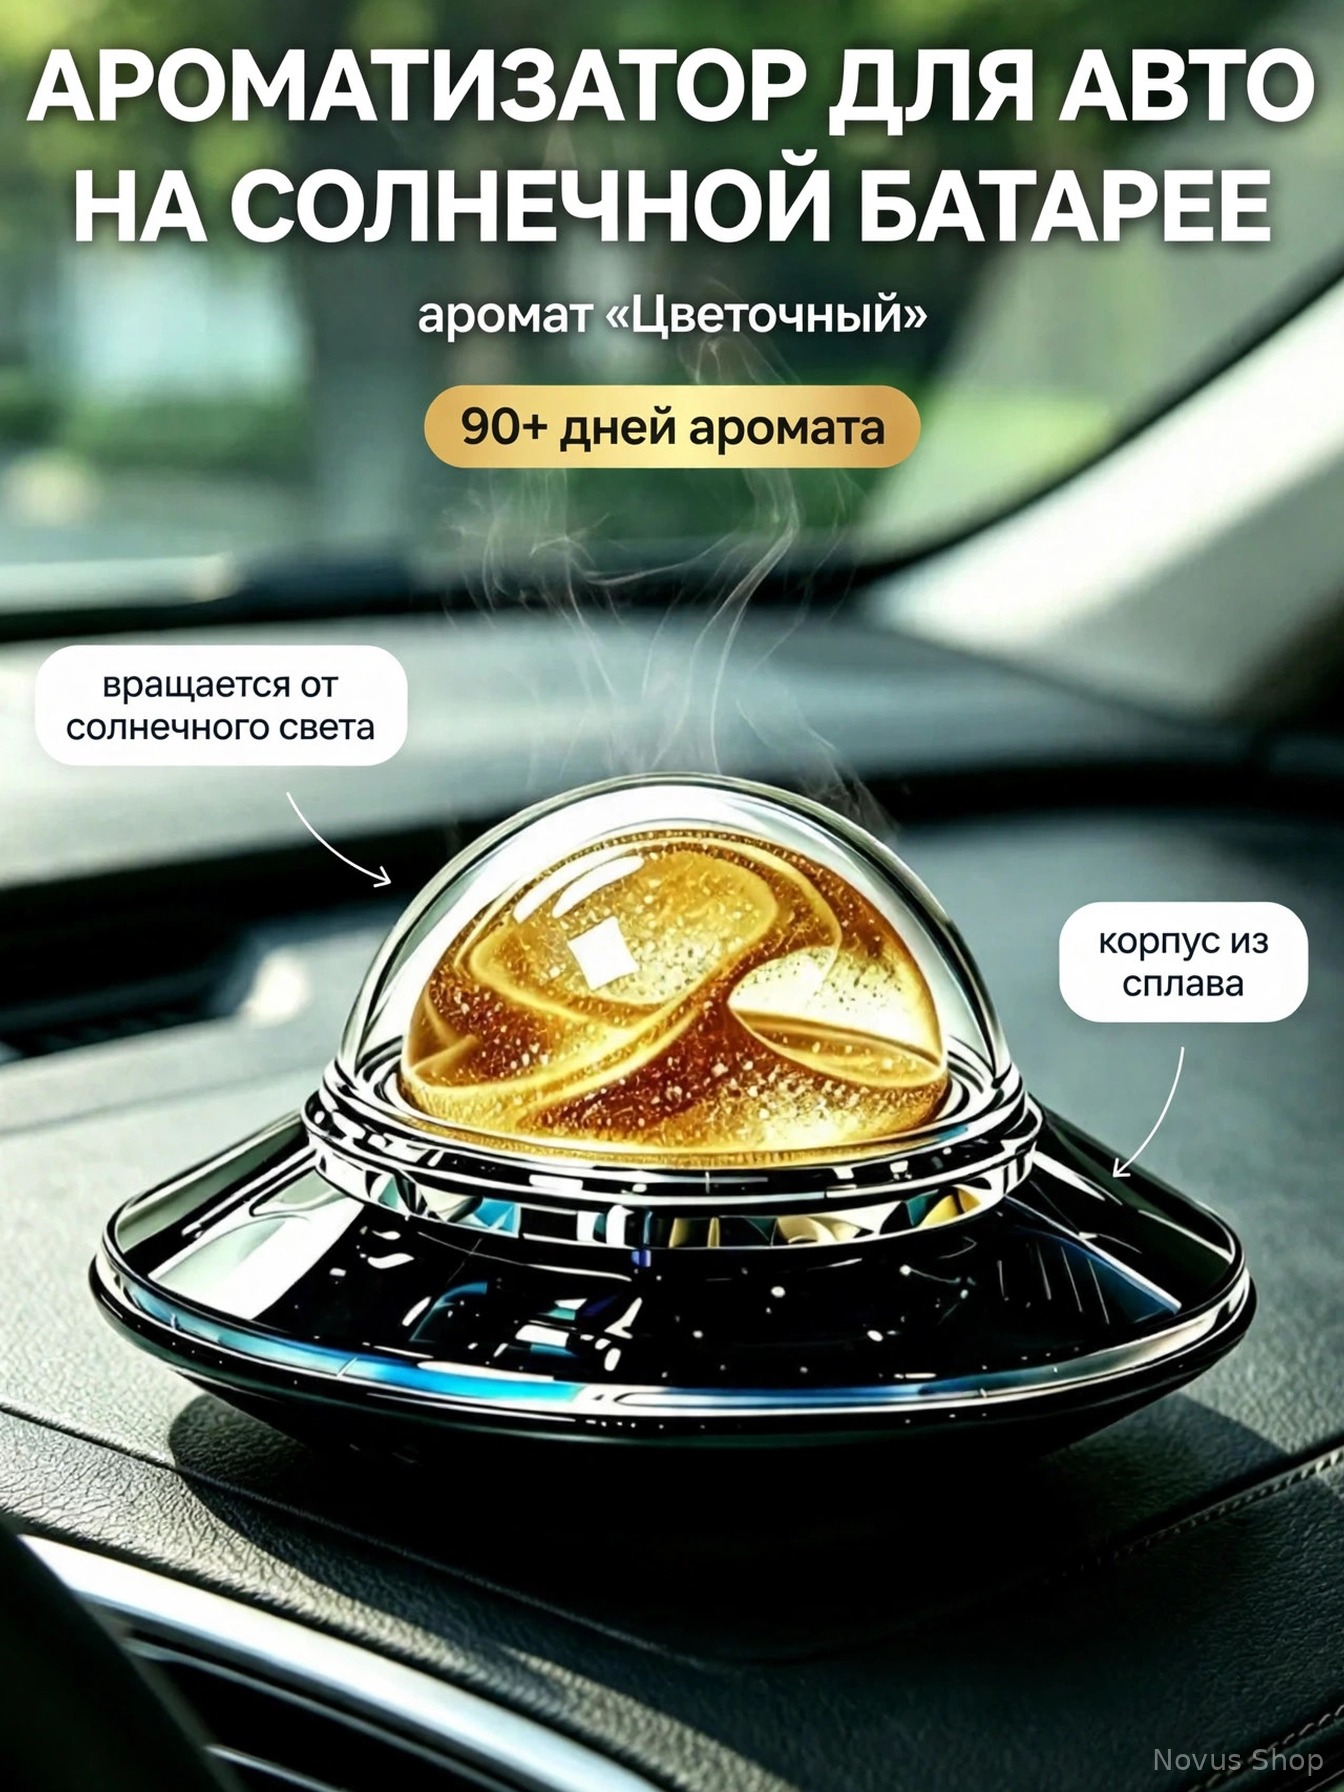 АРОМАТИЗАТОР ДЛЯ АВТО
НА СОЛНЕЧНОЙ БАТАРЕЕ
аромат «Цветочный»
90+ дней аромата
вращается от
солнечного света
корпус из
сплава
Novus Shop